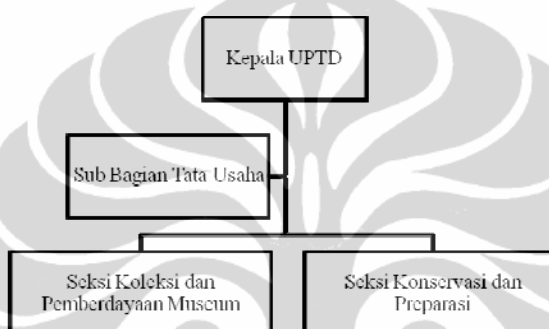 Kepala UPTD
Sub Bagian Tata Usaha
Seksi Koleksi dan
Pemberdayaan Museum
Seksi Konservasi dan
Preparasi